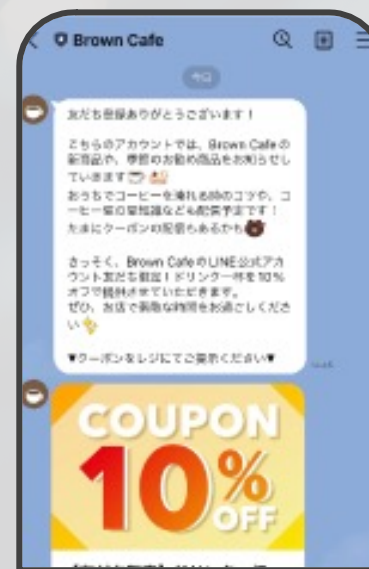 Brown Cafe
今日
友だち登録ありがとうございます！
こちらのアカウントでは、Brown Cafeの
新商品や、季節のお勧め商品をお知らせし
ていきます
おうちでコーヒーを淹れる時のコツや、コ
ーヒー紫の豆知識なども配信予定です！
たまにクーポンの配信もあるかも
さっそく、Brown CafeのLINE公式アカ
ウント友だち限定！ドリンク一杯を10%
オフで提供させていただきます。
ぜひ、お店で素敵な時間をお過ごしくださ
い
▼クーポンをレジにてご提示ください▼
COUPON
10%
OFF